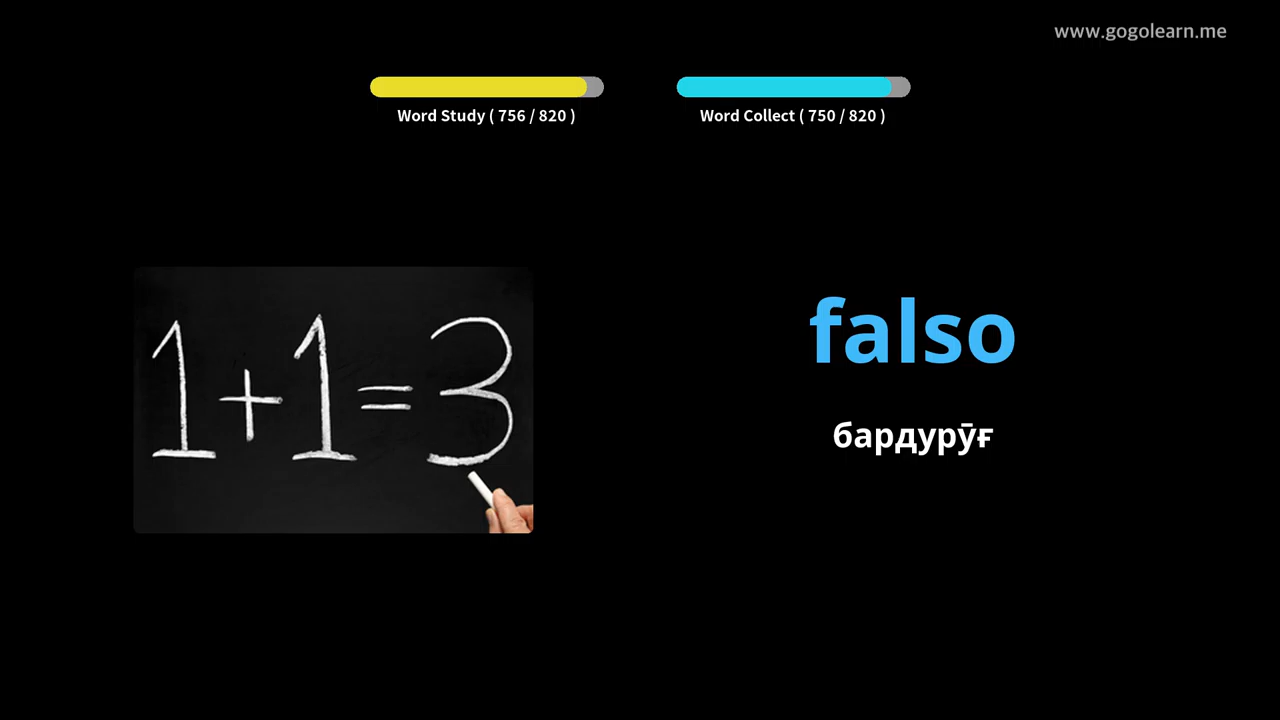 www.gogolearn.me
Word Study ( 756 / 820 )
Word Collect ( 750 / 820 )
1+1=3
falso
бардурӯғ